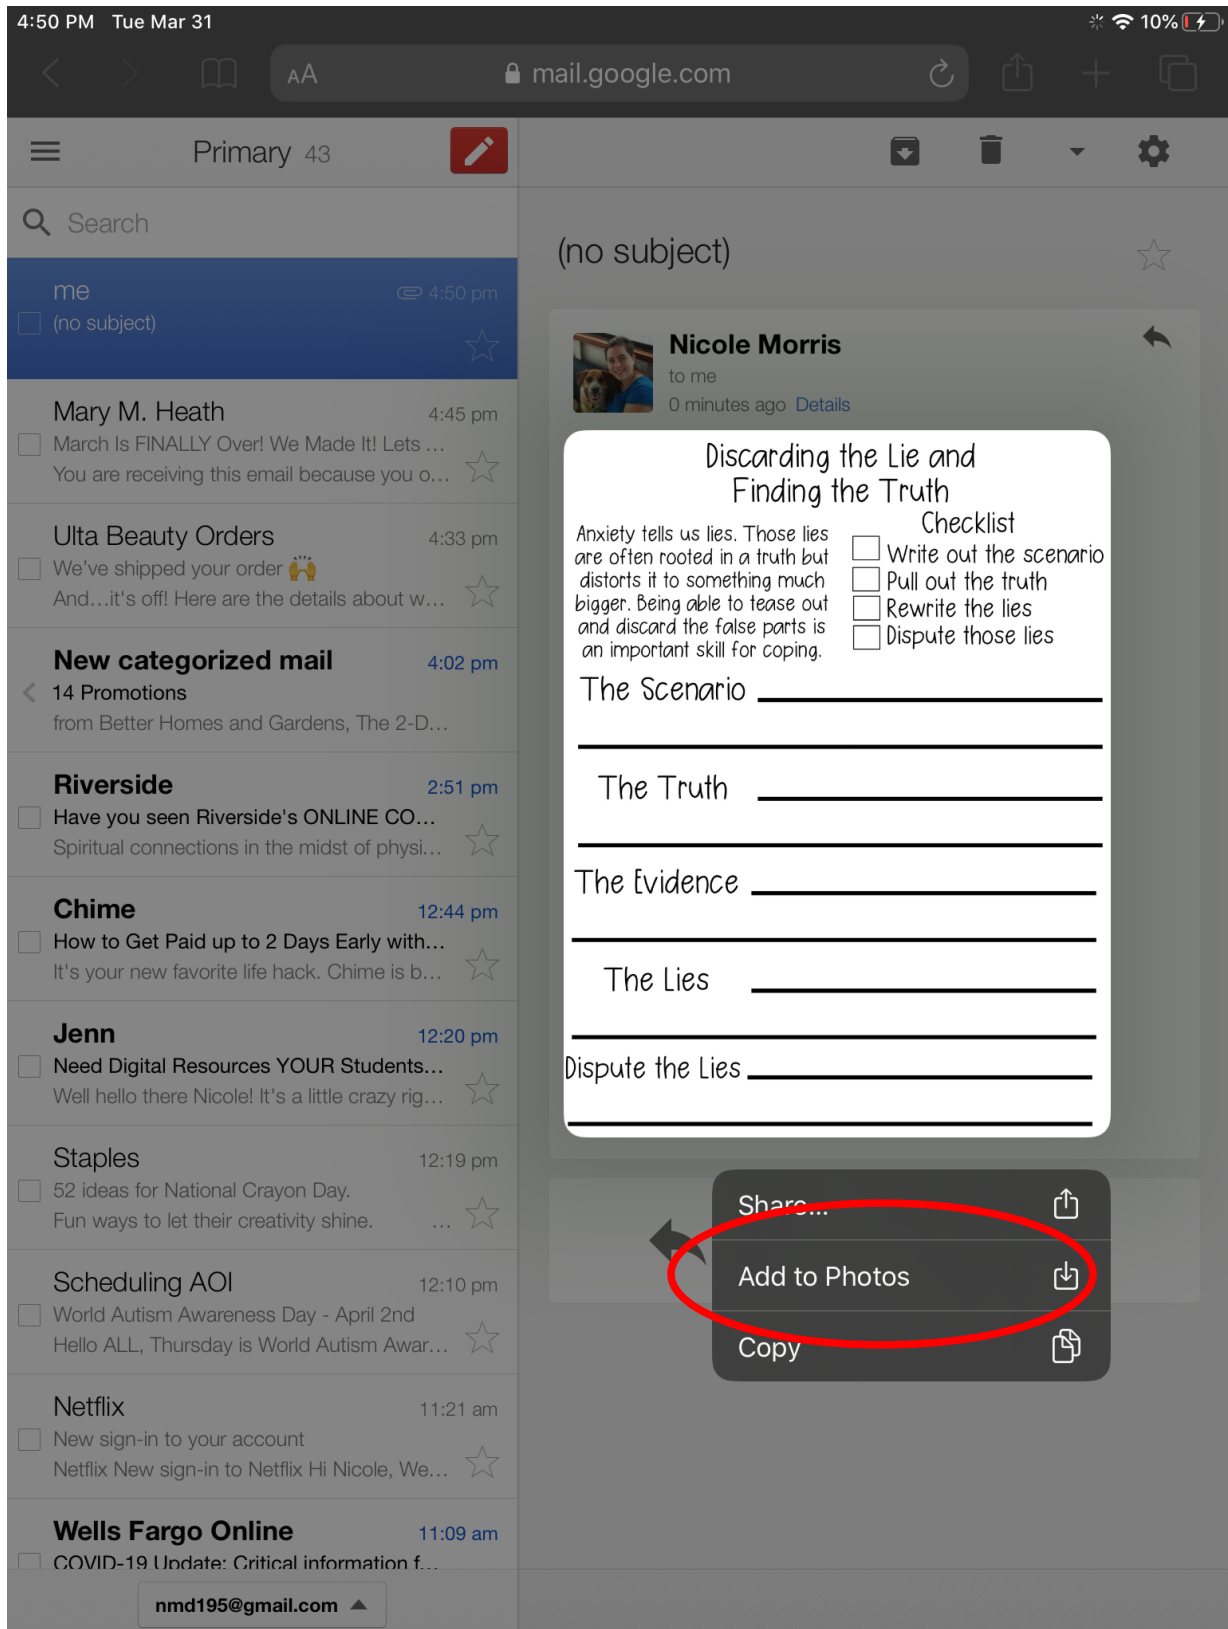 4:50 PM Tue Mar 31
10%
AA
mail.google.com
Primary 43
Search
me
4:50 pm
(no subject)
Mary M. Heath
4:45 pm
March Is FINALLY Over! We Made It! Lets ...
You are receiving this email because you o...
Ulta Beauty Orders
4:33 pm
We've shipped your order 🙌
And...it's off! Here are the details about w...
New categorized mail
4:02 pm
14 Promotions
from Better Homes and Gardens, The 2-D...
Riverside
2:51 pm
Have you seen Riverside's ONLINE CO...
Spiritual connections in the midst of physi...
Chime
12:44 pm
How to Get Paid up to 2 Days Early with...
It's your new favorite life hack. Chime is b...
Jenn
12:20 pm
Need Digital Resources YOUR Students...
Well hello there Nicole! It's a little crazy rig...
Staples
12:19 pm
52 ideas for National Crayon Day.
Fun ways to let their creativity shine. ...
Scheduling AOI
12:10 pm
World Autism Awareness Day - April 2nd
Hello ALL, Thursday is World Autism Awar...
Netflix
11:21 am
New sign-in to your account
Netflix New sign-in to Netflix Hi Nicole, We...
Wells Fargo Online
11:09 am
COVID-19 Update: Critical information f...
nmd195@gmail.com
(no subject)
Nicole Morris
to me
0 minutes ago Details
Discarding the Lie and
Finding the Truth
Anxiety tells us lies. Those lies
are often rooted in a truth but
distorts it to something much
bigger. Being able to tease out
and discard the false parts is
an important skill for coping.
Checklist
Write out the scenario
Pull out the truth
Rewrite the lies
Dispute those lies
The Scenario
The Truth
The Evidence
The Lies
Dispute the Lies
Share...
Add to Photos
Copy